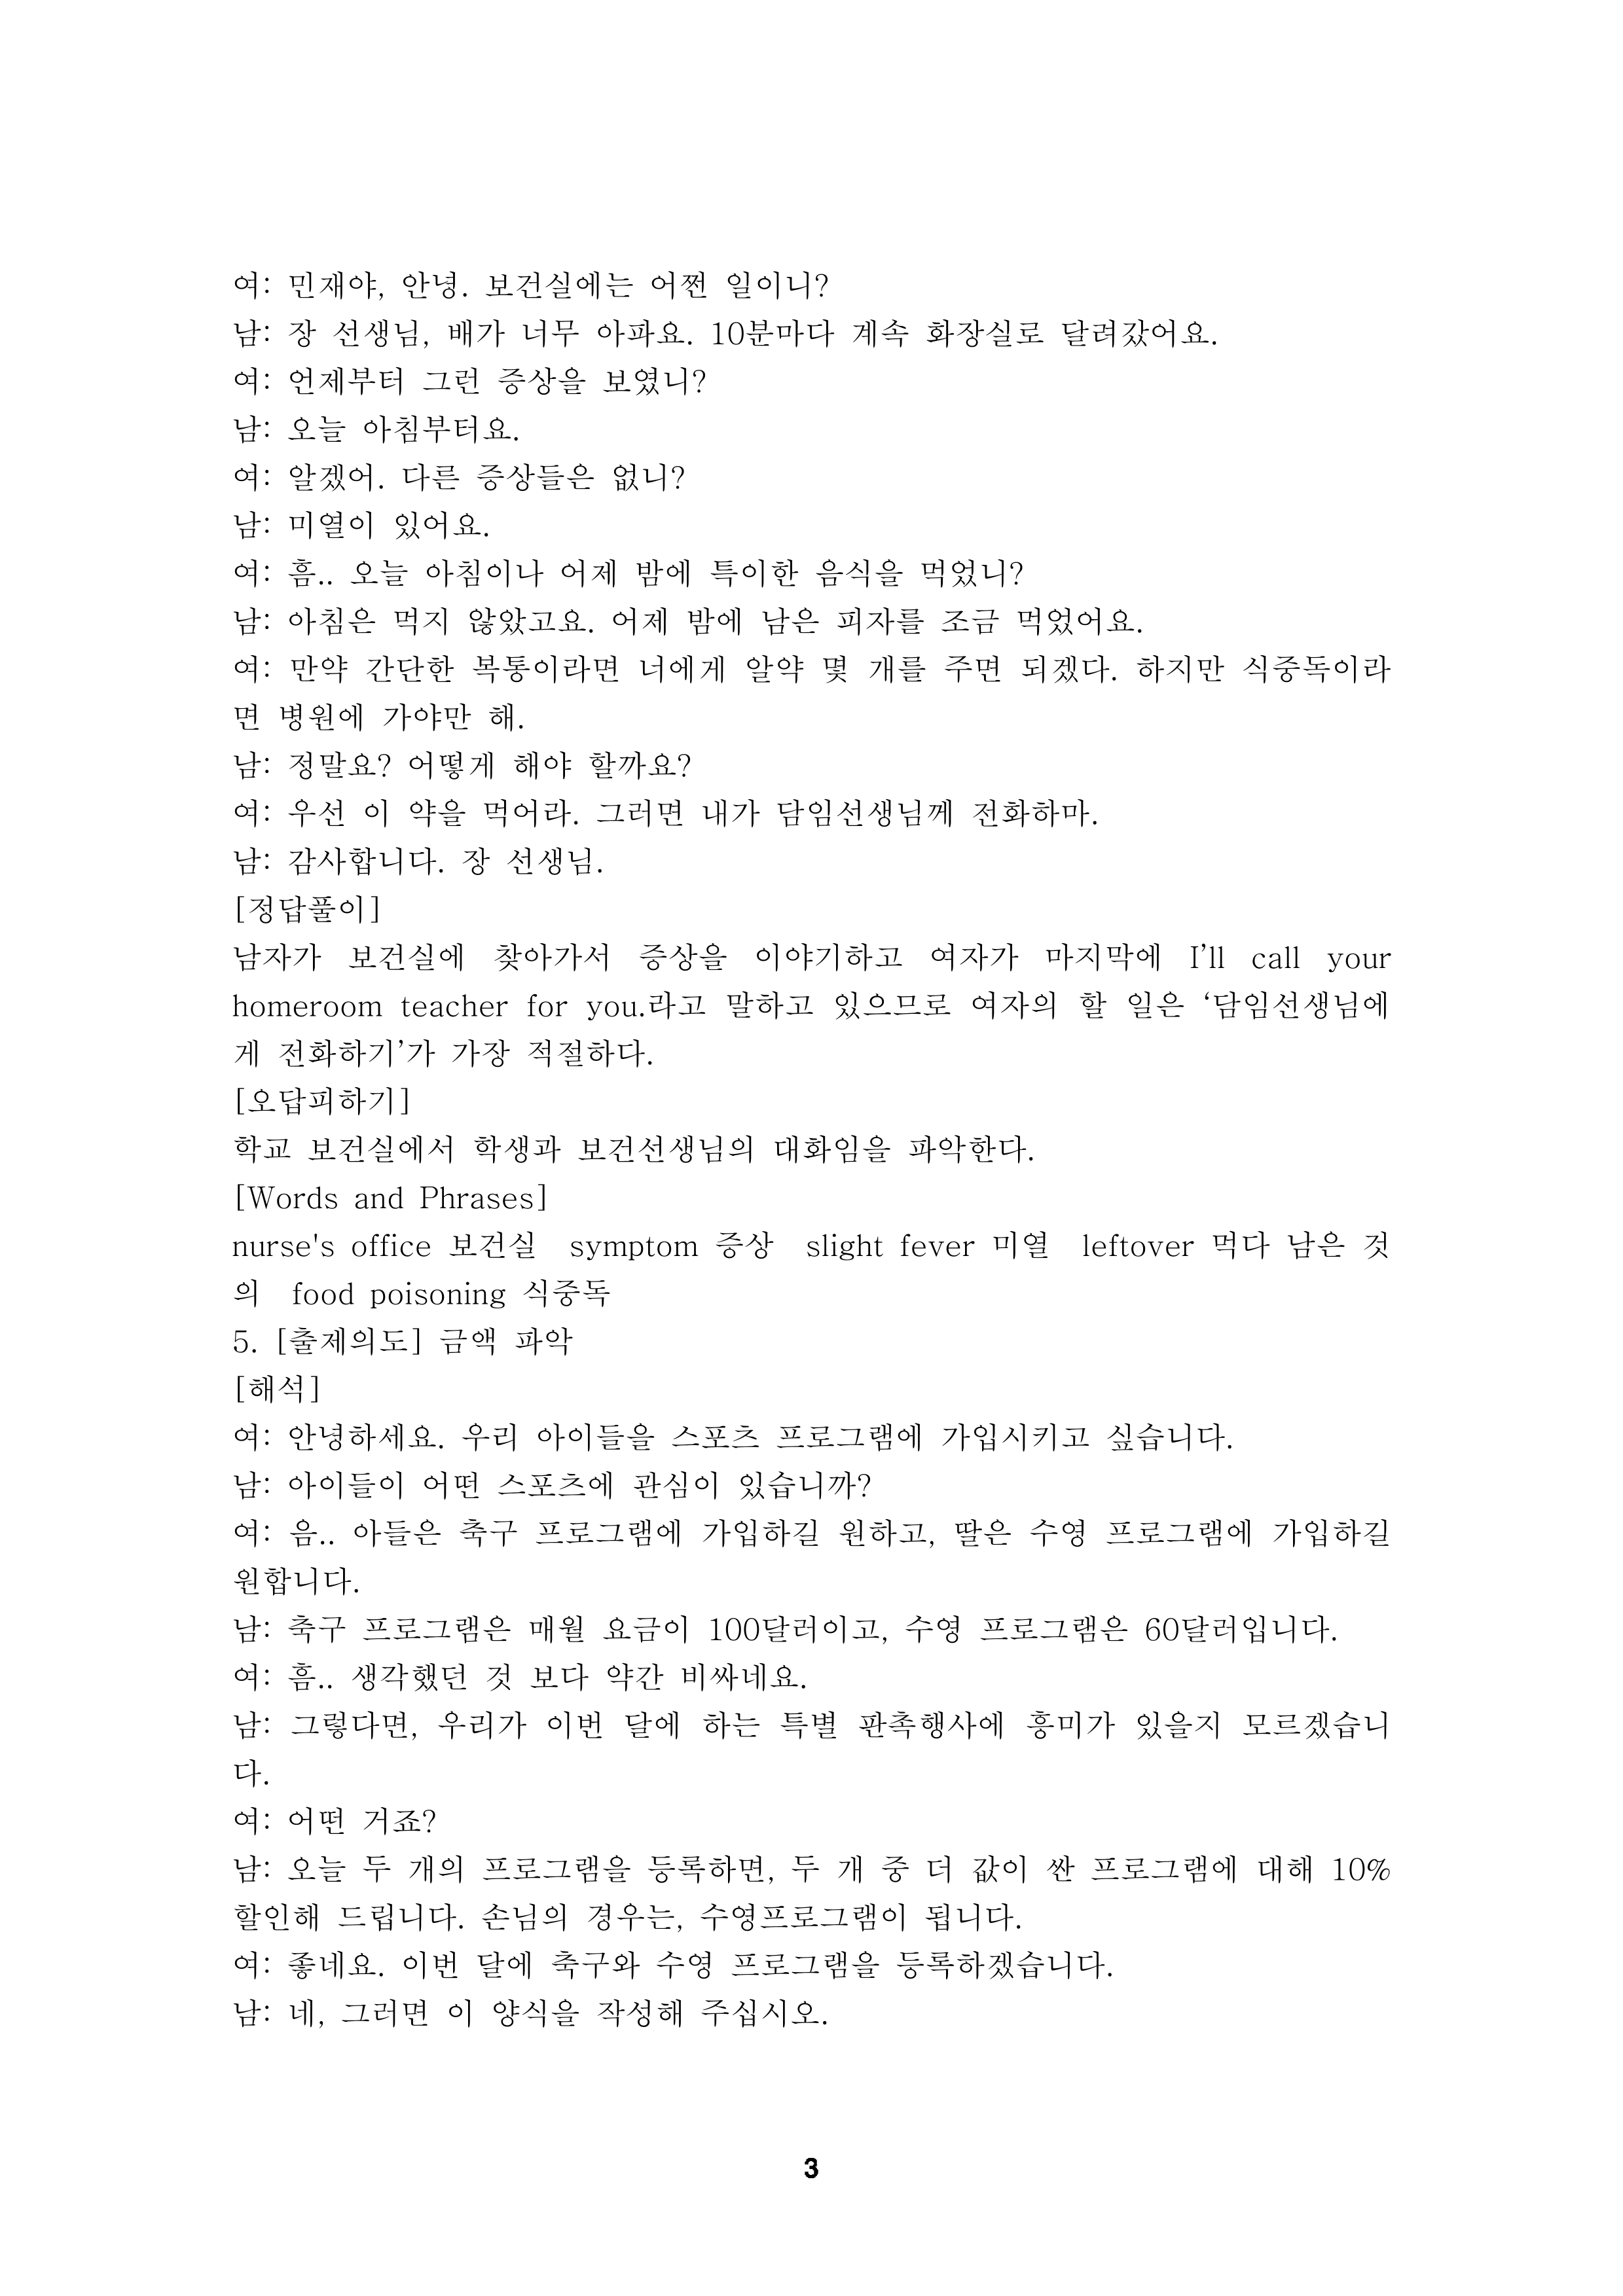 여: 민재야, 안녕. 보건실에는 어쩐 일이니?
남: 장 선생님, 배가 너무 아파요. 10분마다 계속 화장실로 달려갔어요.
여: 언제부터 그런 증상을 보였니?
남: 오늘 아침부터요.
여: 알겠어. 다른 증상들은 없니?
남: 미열이 있어요.
여: 흠.. 오늘 아침이나 어제 밤에 특이한 음식을 먹었니?
남: 아침은 먹지 않았고요. 어제 밤에 남은 피자를 조금 먹었어요.
여: 만약 간단한 복통이라면 너에게 알약 몇 개를 주면 되겠다. 하지만 식중독이라
면 병원에 가야만 해.
남: 정말요? 어떻게 해야 할까요?
여: 우선 이 약을 먹어라. 그러면 내가 담임선생님께 전화하마.
남: 감사합니다. 장 선생님.
[정답풀이]
남자가 보건실에 찾아가서 증상을 이야기하고 여자가 마지막에 I’ll call your
homeroom teacher for you.라고 말하고 있으므로 여자의 할 일은 ‘담임선생님에
게 전화하기’가 가장 적절하다.
[오답피하기]
학교 보건실에서 학생과 보건선생님의 대화임을 파악한다.
[Words and Phrases]
nurse's office 보건실  symptom 증상  slight fever 미열  leftover 먹다 남은 것
의  food poisoning 식중독
5. [출제의도] 금액 파악
[해석]
여: 안녕하세요. 우리 아이들을 스포츠 프로그램에 가입시키고 싶습니다.
남: 아이들이 어떤 스포츠에 관심이 있습니까?
여: 음.. 아들은 축구 프로그램에 가입하길 원하고, 딸은 수영 프로그램에 가입하길
원합니다.
남: 축구 프로그램은 매월 요금이 100달러이고, 수영 프로그램은 60달러입니다.
여: 흠.. 생각했던 것 보다 약간 비싸네요.
남: 그렇다면, 우리가 이번 달에 하는 특별 판촉행사에 흥미가 있을지 모르겠습니
다.
여: 어떤 거죠?
남: 오늘 두 개의 프로그램을 등록하면, 두 개 중 더 값이 싼 프로그램에 대해 10%
할인해 드립니다. 손님의 경우는, 수영프로그램이 됩니다.
여: 좋네요. 이번 달에 축구와 수영 프로그램을 등록하겠습니다.
남: 네, 그러면 이 양식을 작성해 주십시오.
3